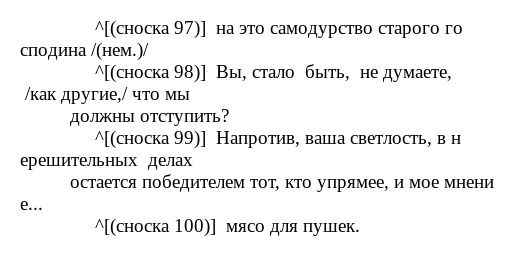 ^[(сноска 97)]  на это самодурство старого го
сподина /(нем.)/
^[(сноска 98)]  Вы, стало  быть,  не думаете,
/как другие,/ что мы
должны отступить?
^[(сноска 99)]  Напротив, ваша светлость, в н
ерешительных  делах
остается победителем тот, кто упрямее, и мое мнени
е...
^[(сноска 100)]  мясо для пушек.